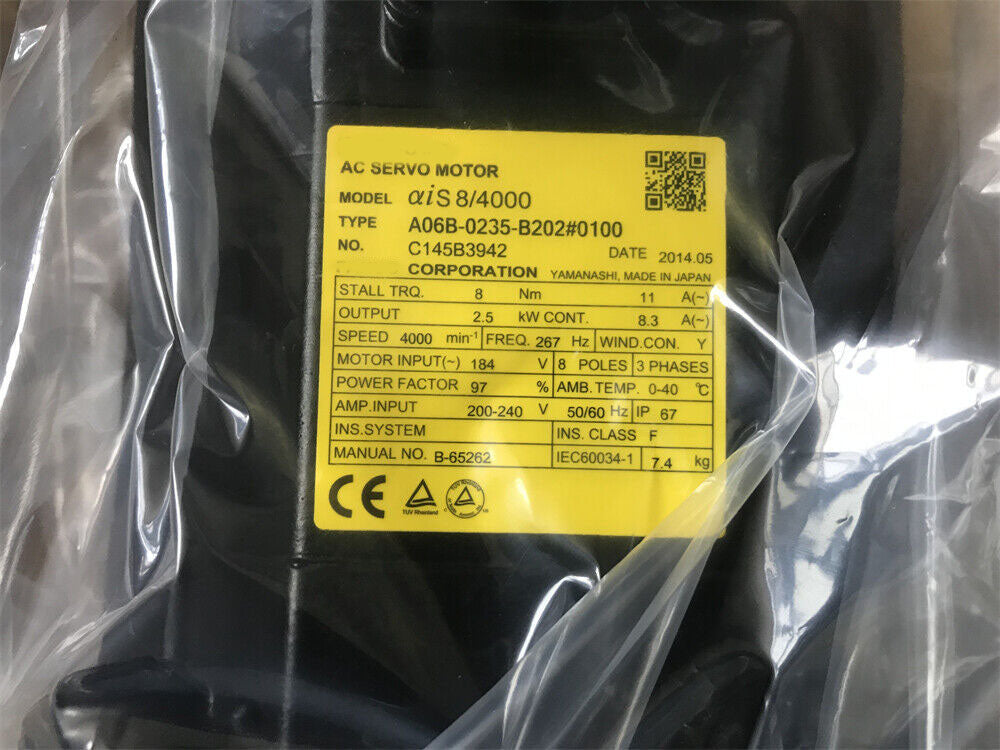 AC SERVO MOTOR
MODEL αiS 8/4000
TYPE A06B-0235-B202#0100
NO. C145B3942 DATE 2014.05
CORPORATION YAMANASHI, MADE IN JAPAN
STALL TRQ. 8 Nm 11 A(~)
OUTPUT 2.5 kW CONT. 8.3 A(~)
SPEED 4000 min-1 FREQ. 267 Hz WIND.CON. Y
MOTOR INPUT(~) 184 V 8 POLES 3 PHASES
POWER FACTOR 97 % AMB. TEMP. 0-40 ℃
AMP.INPUT 200-240 V 50/60 Hz IP 67
INS.SYSTEM INS. CLASS F
MANUAL NO. B-65262 IEC60034-1 7.4 kg
CE
TUV Rheinland
TUV Rheinland